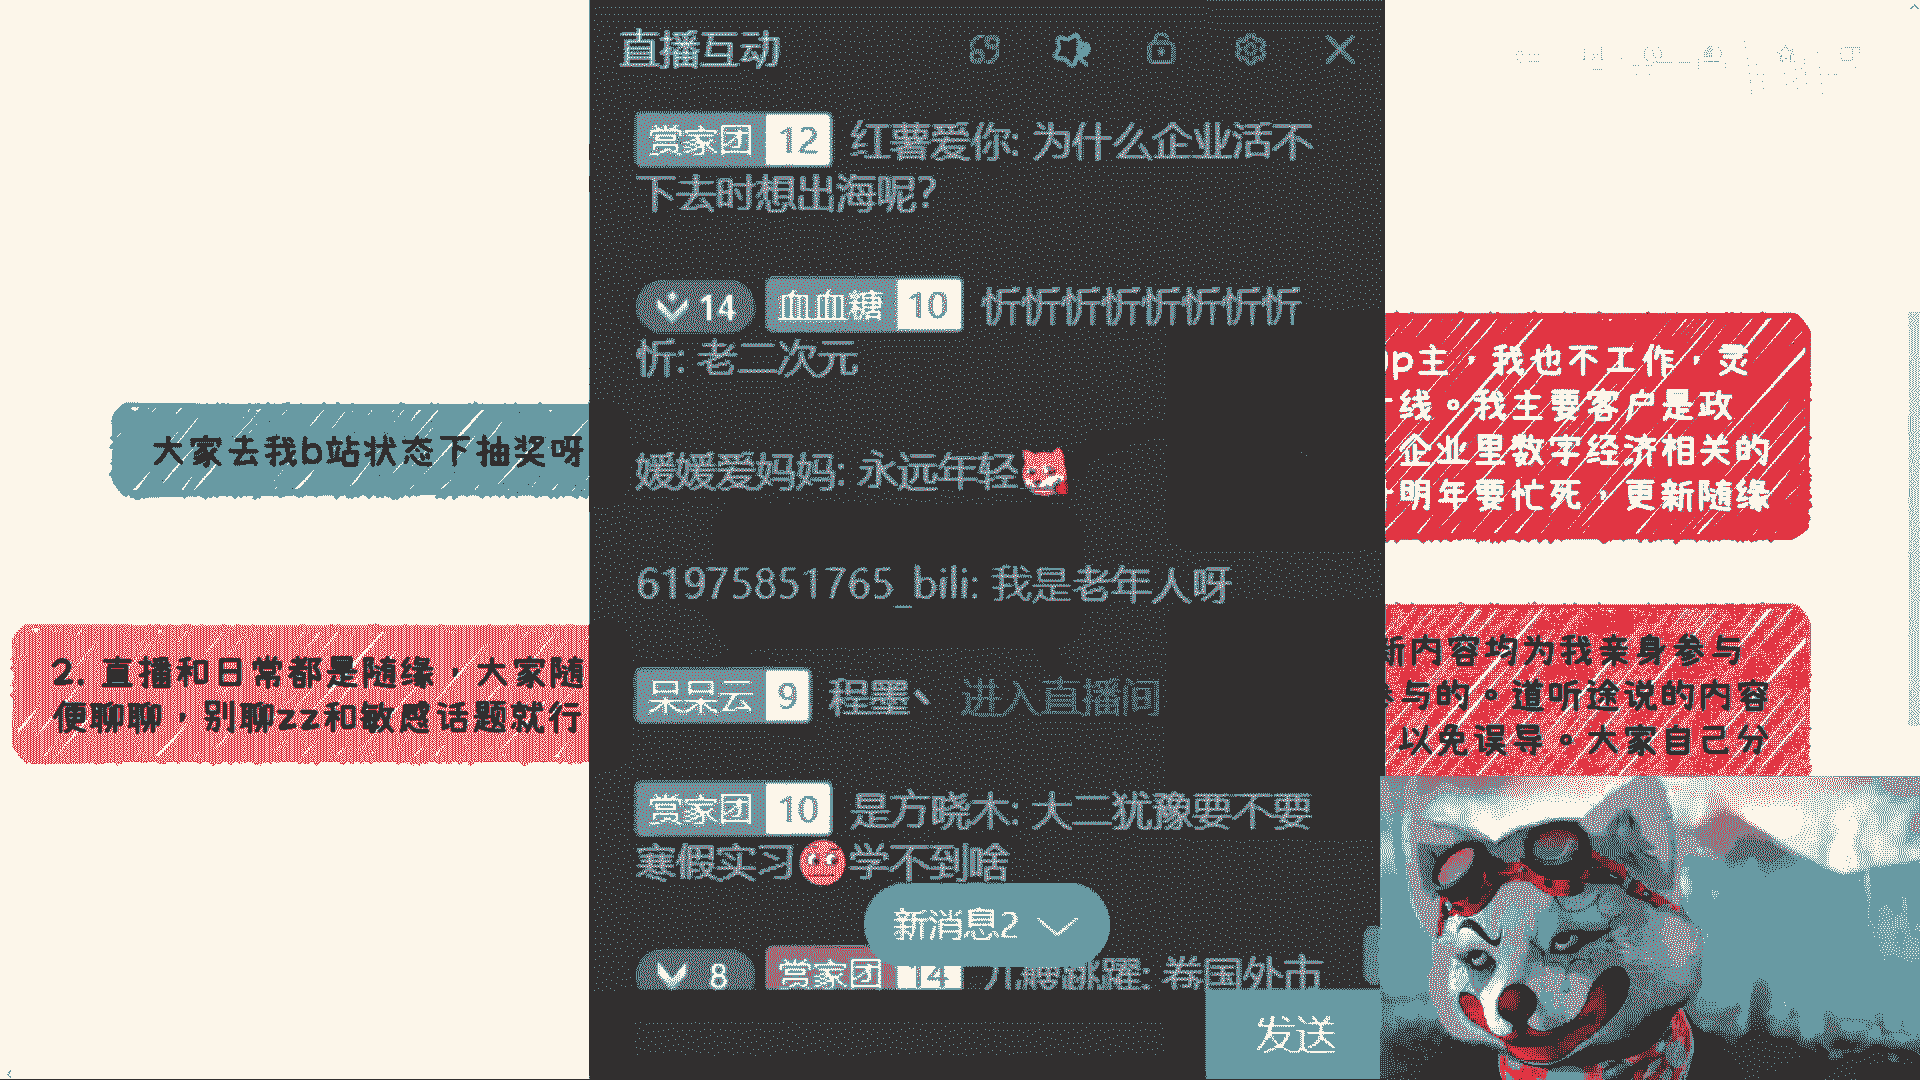 直播互动
赏家团 12 红薯爱你: 为什么企业活不
下去时想出海呢?
14 血血糖 10 忻忻忻忻忻忻忻忻
忻: 老二次元
媛媛爱妈妈: 永远年轻
61975851765_bili: 我是老年人呀
呆呆云 9 程墨丶 进入直播间
赏家团 10 是方晓木: 大二犹豫要不要
寒假实习 学不到啥
新消息2
8 赏家团 14 跳躍: 卷国外市
发送
大家去我b站状态下抽奖呀
2. 直播和日常都是随缘，大家随
便聊聊，别聊zz和敏感话题就行
p主，我也不工作，灵
线。我主要客户是政
企业里数字经济相关的
明年要忙死，更新随缘
新内容均为我亲身参与
参与的。道听途说的内容
以免误导。大家自己分